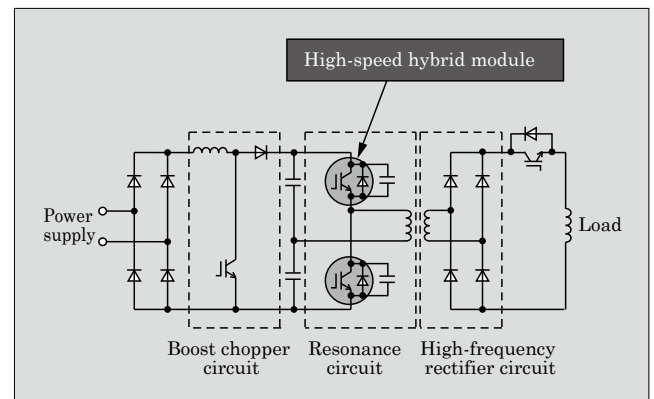 High-speed hybrid module
Power
supply
Load
Boost chopper
circuit
Resonance
circuit
High-frequency
rectifier circuit